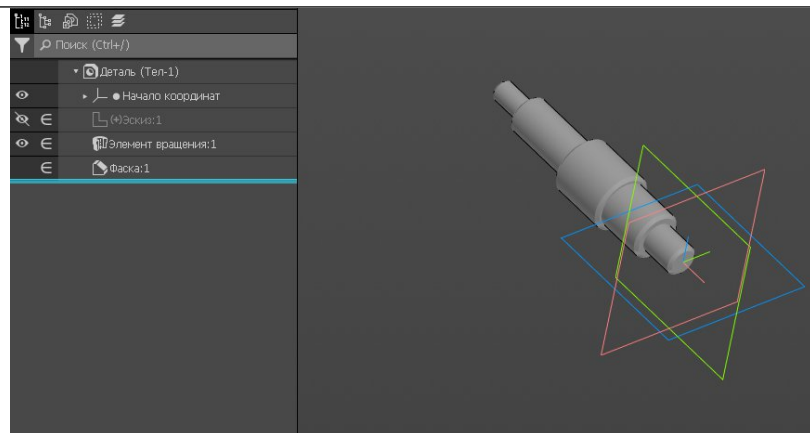 Поиск (Ctrl+/)
Деталь (Тел-1)
Начало координат
(+)Эскиз:1
Элемент вращения:1
Фаска:1